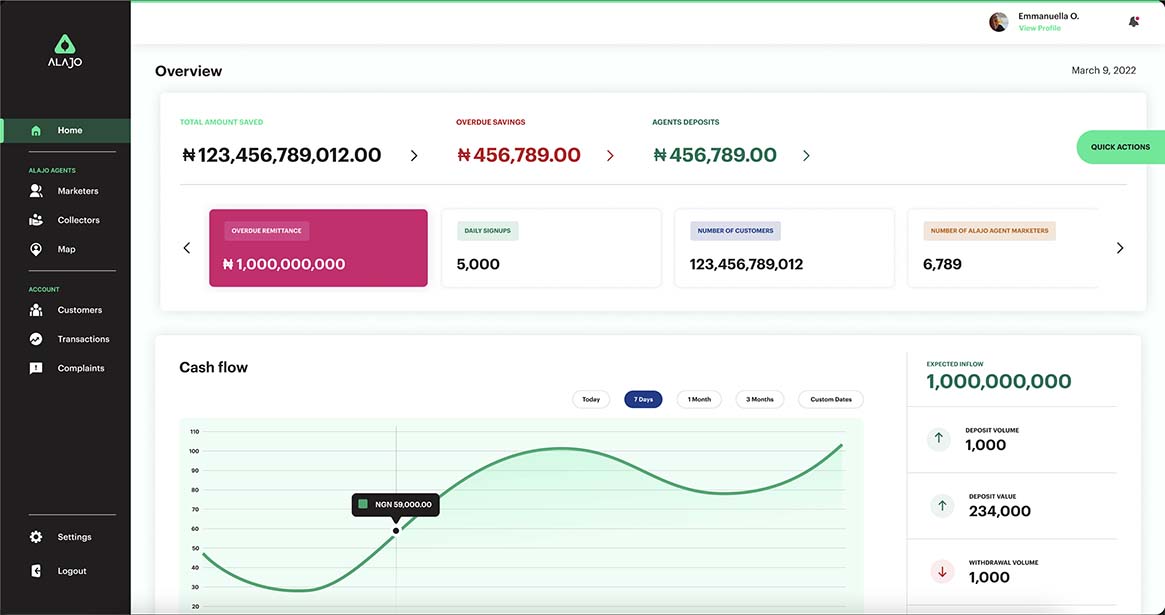 ALAJO
Home
ALAJO AGENTS
Marketers
Collectors
Map
ACCOUNT
Customers
Transactions
Complaints
Settings
Logout
Emmanuella O.
View Profile
Overview
March 9, 2022
TOTAL AMOUNT SAVED
₦123,456,789,012.00
OVERDUE SAVINGS
₦456,789.00
AGENTS DEPOSITS
₦456,789.00
QUICK ACTIONS
OVERDUE REMITTANCE
₦1,000,000,000
DAILY SIGNUPS
5,000
NUMBER OF CUSTOMERS
123,456,789,012
NUMBER OF ALAJO AGENT MARKETERS
6,789
Cash flow
Today
7 Days
1 Month
3 Months
Custom Dates
110
100
90
80
70
60
50
40
30
20
NGN 59,000.00
EXPECTED INFLOW
1,000,000,000
DEPOSIT VOLUME
1,000
DEPOSIT VALUE
234,000
WITHDRAWAL VOLUME
1,000